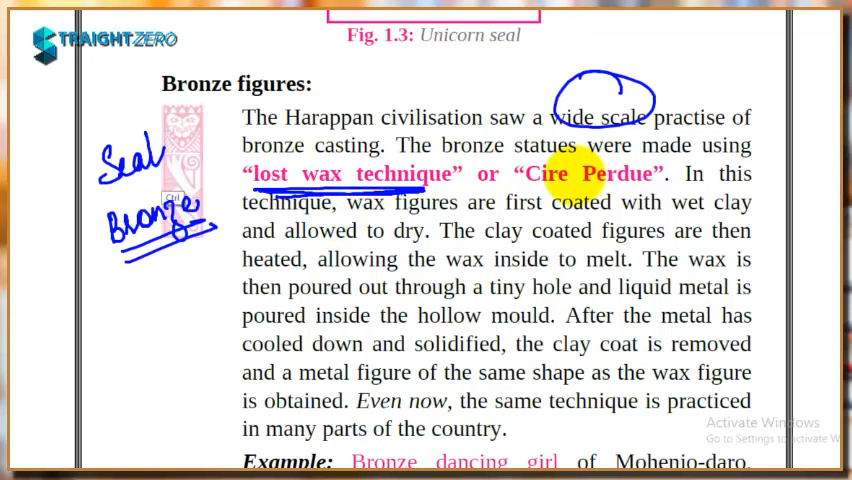 STRAIGHTZERO
Fig. 1.3: Unicorn seal
Bronze figures:
The Harappan civilisation saw a wide scale practise of
bronze casting. The bronze statues were made using
“lost wax technique” or “Cire Perdue”. In this
technique, wax figures are first coated with wet clay
and allowed to dry. The clay coated figures are then
heated, allowing the wax inside to melt. The wax is
then poured out through a tiny hole and liquid metal is
poured inside the hollow mould. After the metal has
cooled down and solidified, the clay coat is removed
and a metal figure of the same shape as the wax figure
is obtained. Even now, the same technique is practiced
in many parts of the country.
Example: Bronze dancing girl of Mohenjo-daro,
Seal
Ctrl
Bronze
Activate Windows
Go to Settings to activate W